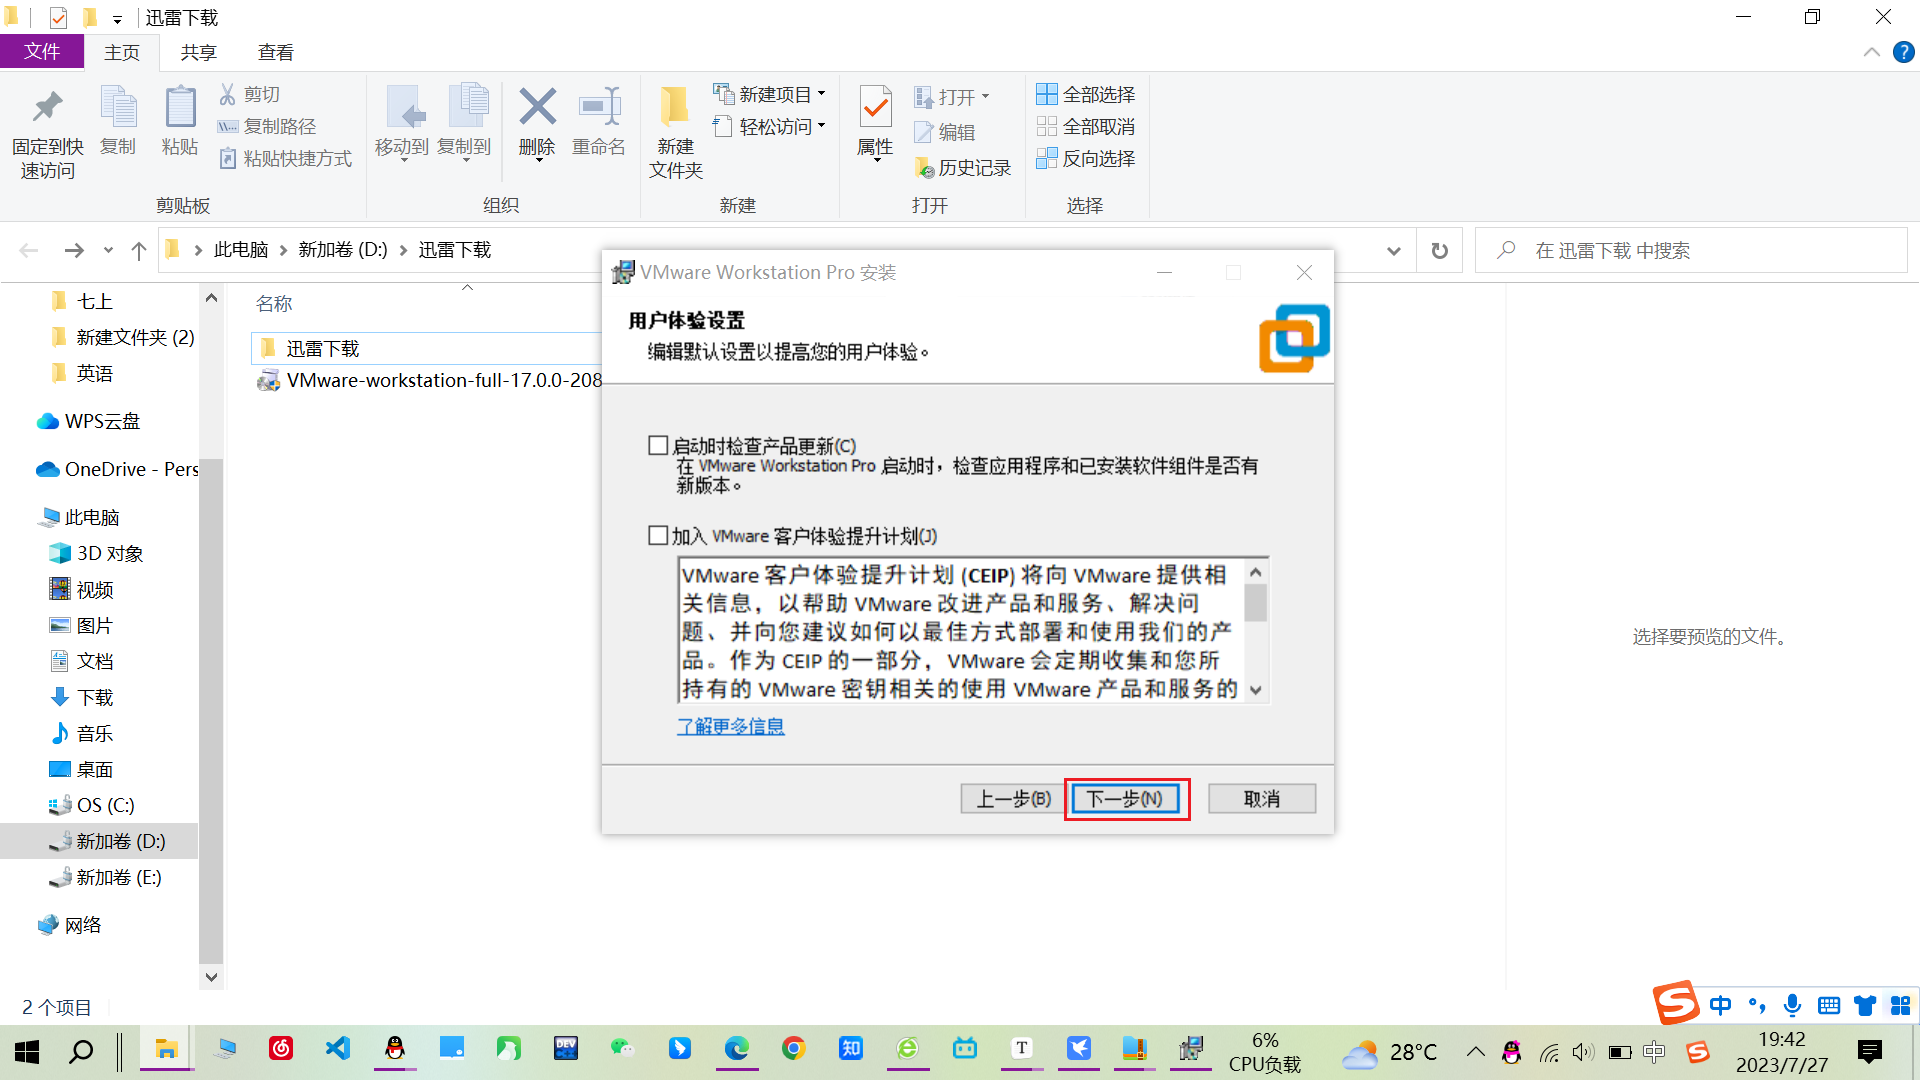 迅雷下载
文件
主页
共享
查看
固定到快
速访问
复制
粘贴
剪切
复制路径
粘贴快捷方式
剪贴板
移动到
复制到
删除
重命名
组织
新建
文件夹
新建项目
轻松访问
新建
属性
打开
编辑
历史记录
打开
全部选择
全部取消
反向选择
选择
此电脑
新加卷 (D:)
迅雷下载
在 迅雷下载 中搜索
七上
新建文件夹 (2)
英语
WPS云盘
OneDrive - Pers
此电脑
3D 对象
视频
图片
文档
下载
音乐
桌面
OS (C:)
新加卷 (D:)
新加卷 (E:)
网络
名称
迅雷下载
VMware-workstation-full-17.0.0-208
VMware Workstation Pro 安装
用户体验设置
编辑默认设置以提高您的用户体验。
启动时检查产品更新(C)
在 VMware Workstation Pro 启动时，检查应用程序和已安装软件组件是否有
新版本。
加入 VMware 客户体验提升计划(J)
VMware 客户体验提升计划 (CEIP) 将向 VMware 提供相
关信息，以帮助 VMware 改进产品和服务、解决问
题、并向您建议如何以最佳方式部署和使用我们的产
品。作为 CEIP 的一部分，VMware 会定期收集和您所
持有的 VMware 密钥相关的使用 VMware 产品和服务的
了解更多信息
上一步(B)
下一步(N)
取消
选择要预览的文件。
2 个项目
中
DEV
知
T
6%
CPU负载
28°C
中
19:42
2023/7/27